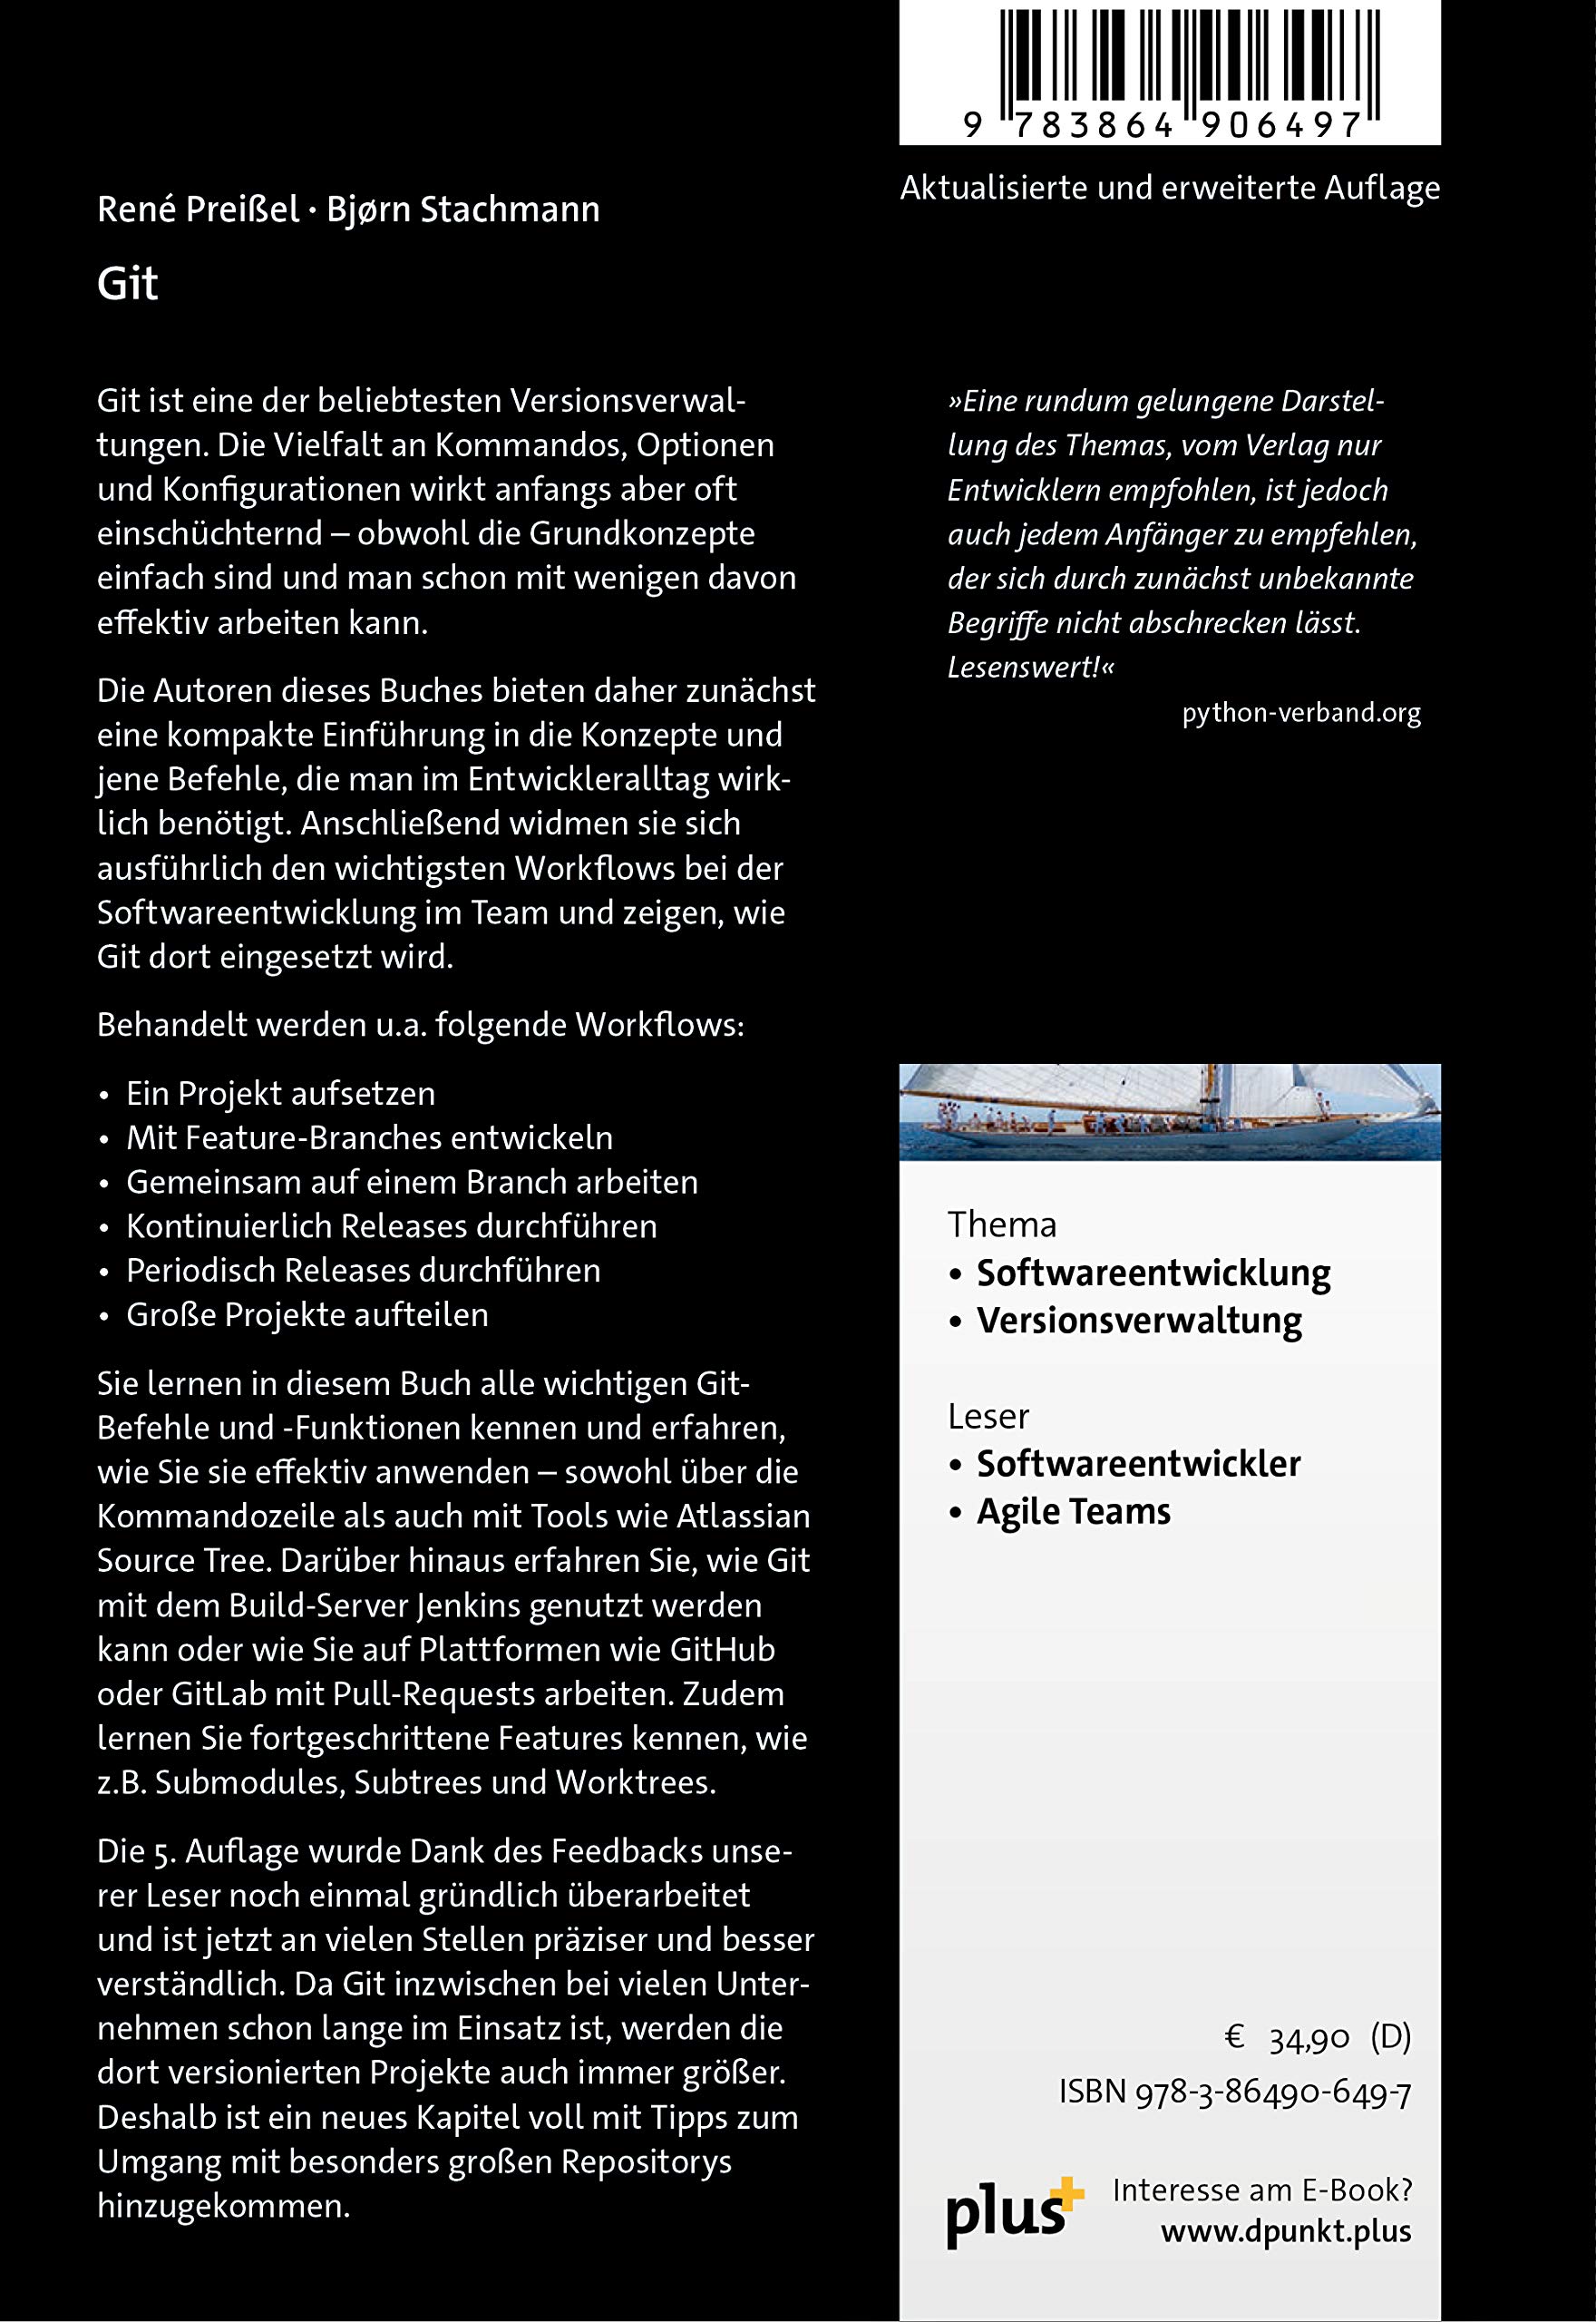 9 783864 906497
Aktualisierte und erweiterte Auflage
René Preißel · Bjørn Stachmann
Git
Git ist eine der beliebtesten Versionsverwal-
tungen. Die Vielfalt an Kommandos, Optionen
und Konfigurationen wirkt anfangs aber oft
einschüchternd – obwohl die Grundkonzepte
einfach sind und man schon mit wenigen davon
effektiv arbeiten kann.
Die Autoren dieses Buches bieten daher zunächst
eine kompakte Einführung in die Konzepte und
jene Befehle, die man im Entwickleralltag wirk-
lich benötigt. Anschließend widmen sie sich
ausführlich den wichtigsten Workflows bei der
Softwareentwicklung im Team und zeigen, wie
Git dort eingesetzt wird.
Behandelt werden u.a. folgende Workflows:
• Ein Projekt aufsetzen
• Mit Feature-Branches entwickeln
• Gemeinsam auf einem Branch arbeiten
• Kontinuierlich Releases durchführen
• Periodisch Releases durchführen
• Große Projekte aufteilen
Sie lernen in diesem Buch alle wichtigen Git-
Befehle und -Funktionen kennen und erfahren,
wie Sie sie effektiv anwenden – sowohl über die
Kommandozeile als auch mit Tools wie Atlassian
Source Tree. Darüber hinaus erfahren Sie, wie Git
mit dem Build-Server Jenkins genutzt werden
kann oder wie Sie auf Plattformen wie GitHub
oder GitLab mit Pull-Requests arbeiten. Zudem
lernen Sie fortgeschrittene Features kennen, wie
z.B. Submodules, Subtrees und Worktrees.
Die 5. Auflage wurde Dank des Feedbacks unse-
rer Leser noch einmal gründlich überarbeitet
und ist jetzt an vielen Stellen präziser und besser
verständlich. Da Git inzwischen bei vielen Unter-
nehmen schon lange im Einsatz ist, werden die
dort versionierten Projekte auch immer größer.
Deshalb ist ein neues Kapitel voll mit Tipps zum
Umgang mit besonders großen Repositorys
hinzugekommen.
»Eine rundum gelungene Darstel-
lung des Themas, vom Verlag nur
Entwicklern empfohlen, ist jedoch
auch jedem Anfänger zu empfehlen,
der sich durch zunächst unbekannte
Begriffe nicht abschrecken lässt.
Lesenswert!«
python-verband.org
Thema
• Softwareentwicklung
• Versionsverwaltung
Leser
• Softwareentwickler
• Agile Teams
€ 34,90 (D)
ISBN 978-3-86490-649-7
plus+
Interesse am E-Book?
www.dpunkt.plus